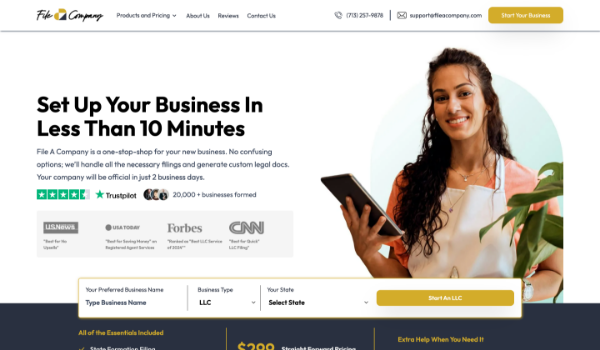 File Company
Products and Pricing
About Us
Reviews
Contact Us
(713) 257-9878
support@fileacompany.com
Start Your Business
Set Up Your Business In
Less Than 10 Minutes
File A Company is a one-stop-shop for your new business. No confusing
options; we'll handle all the necessary filings and generate custom legal docs.
Your company will be official in just 2 business days.
Trustpilot
20,000 + businesses formed
U.S.NEWS
"Best for No
Upsells"
USA TODAY
"Best for Saving Money" on
Registered Agent Services
Forbes
"Ranked as "Best LLC Service
of 2024""
CNN
"Best for Quick"
LLC Filing"
Your Preferred Business Name
Type Business Name
Business Type
LLC
Your State
Select State
Start An LLC
All of the Essentials Included
State Formation Filing
$299
Straight Forward Pricing
Extra Help When You Need It